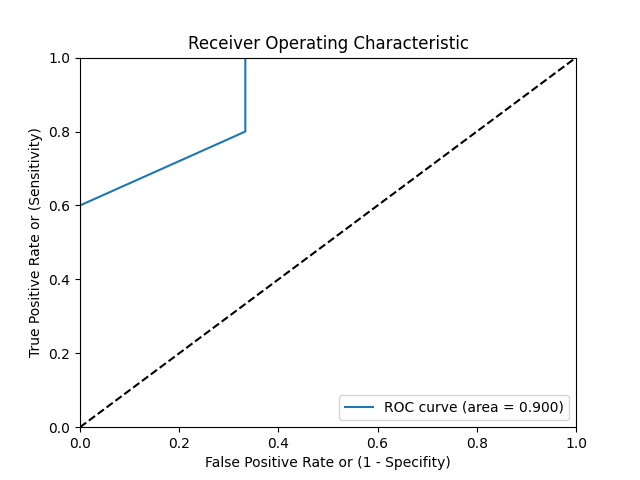 Receiver Operating Characteristic
True Positive Rate or (Sensitivity)
1.0
0.8
0.6
0.4
0.2
0.0
ROC curve (area = 0.900)
0.0 0.2 0.4 0.6 0.8 1.0
False Positive Rate or (1 - Specifity)